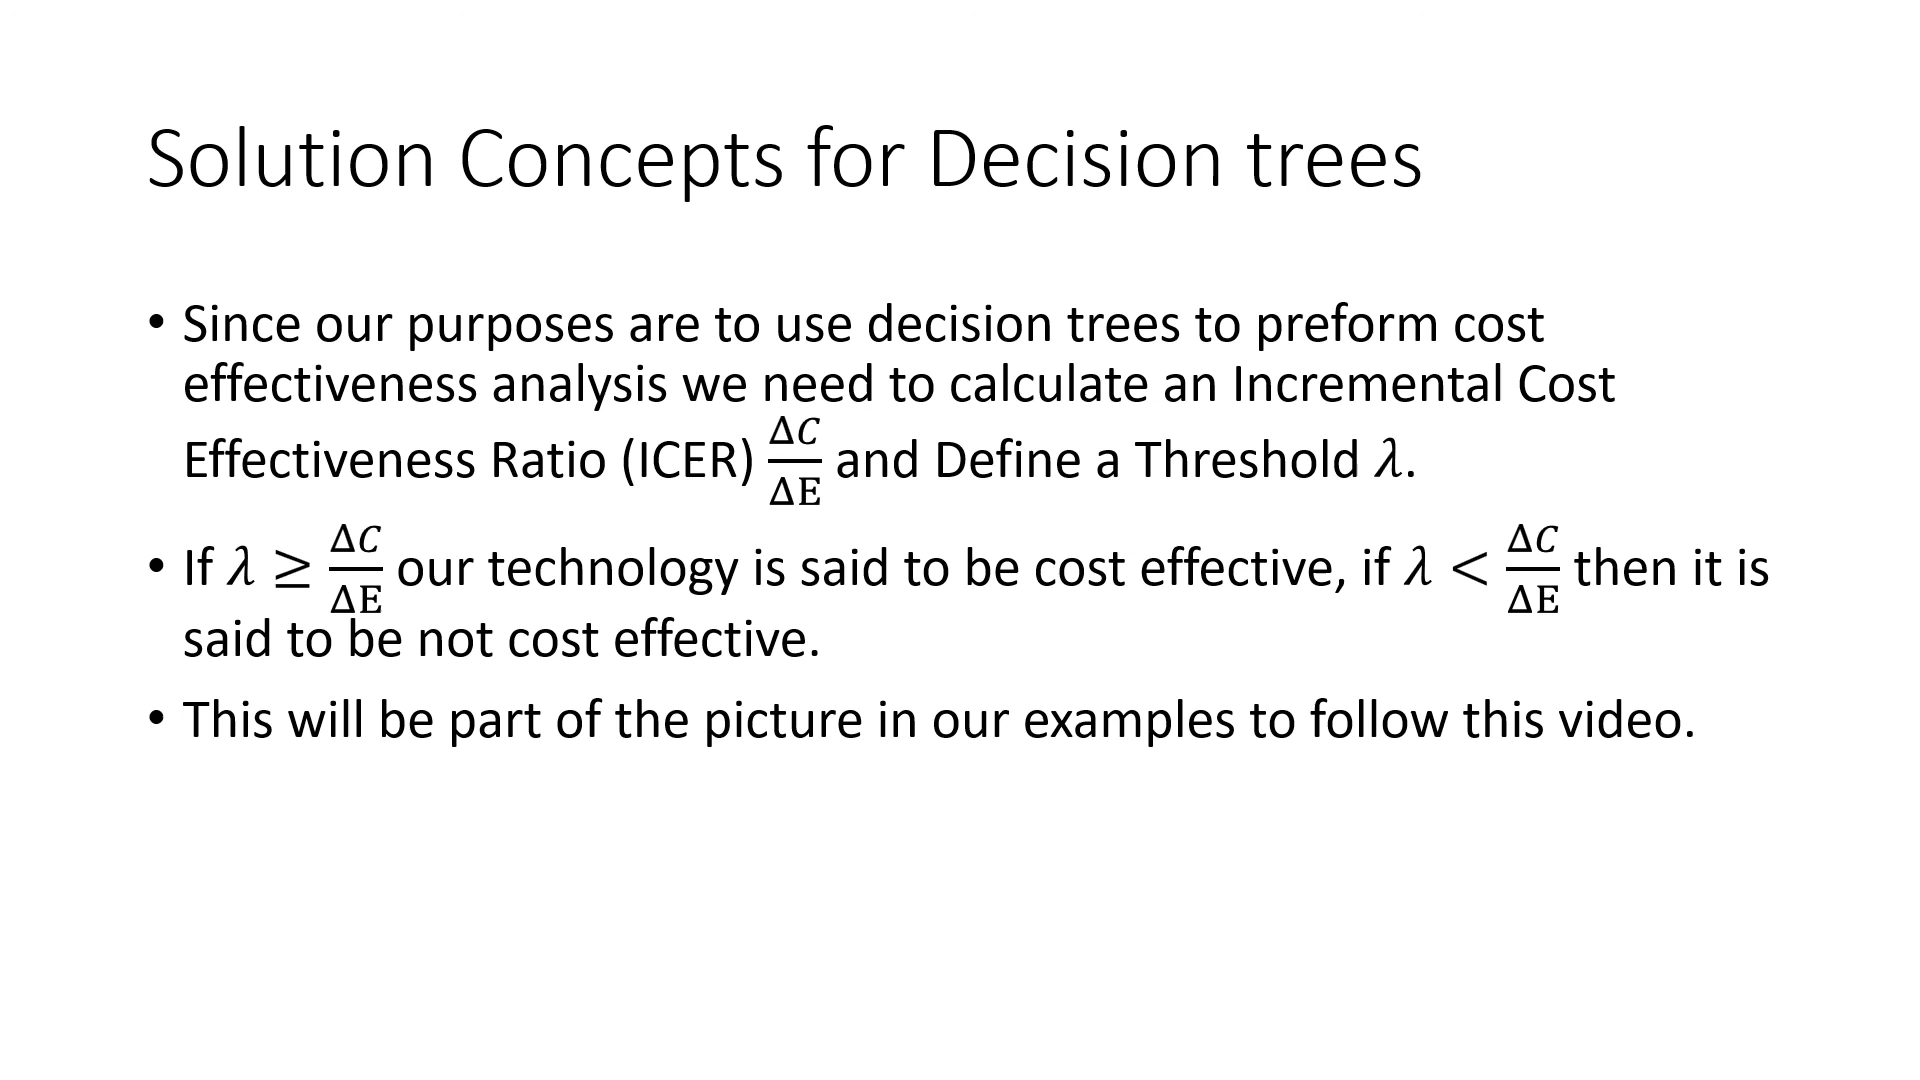 Solution Concepts for Decision trees
• Since our purposes are to use decision trees to preform cost
effectiveness analysis we need to calculate an Incremental Cost
Effectiveness Ratio (ICER) ΔC/ΔE and Define a Threshold λ.
• If λ ≥ ΔC/ΔE our technology is said to be cost effective, if λ < ΔC/ΔE then it is
said to be not cost effective.
• This will be part of the picture in our examples to follow this video.